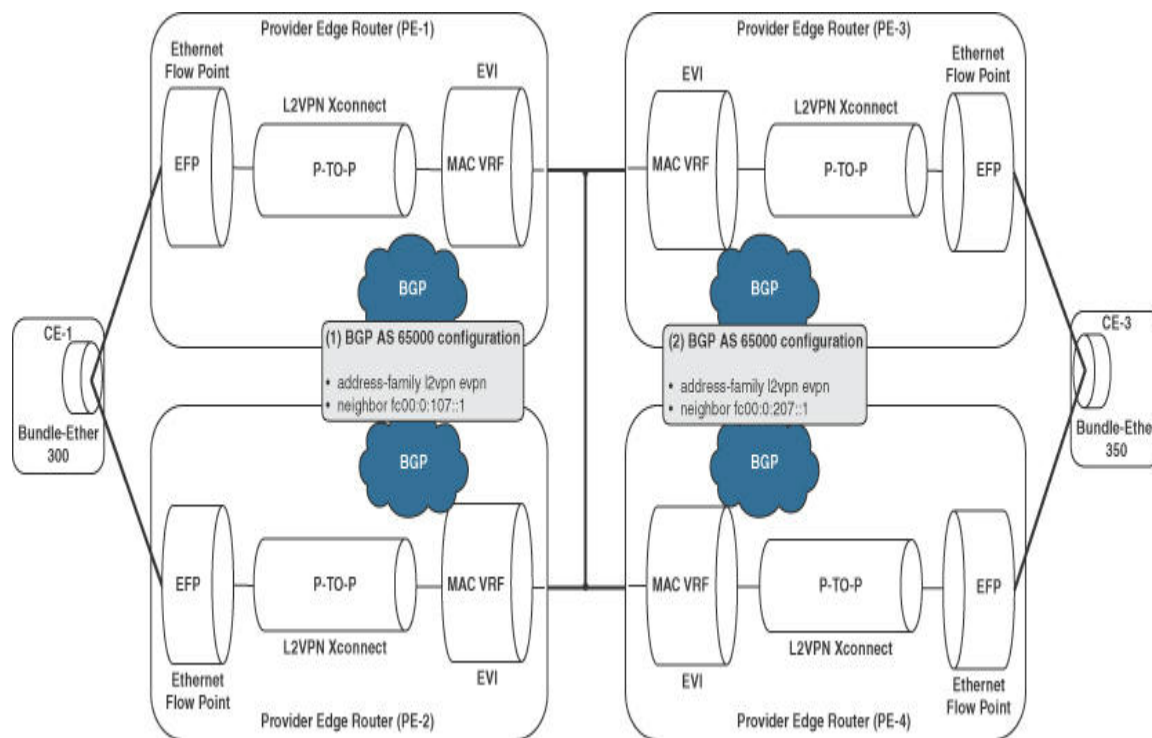 Provider Edge Router (PE-1)
Ethernet
Flow Point
EFP
L2VPN Xconnect
P-TO-P
EVI
MAC VRF
BGP
Provider Edge Router (PE-3)
EVI
MAC VRF
L2VPN Xconnect
P-TO-P
Ethernet
Flow Point
EFP
BGP
CE-1
Bundle-Ether
300
(1) BGP AS 65000 configuration
• address-family l2vpn evpn
• neighbor fc00:0:107::1
(2) BGP AS 65000 configuration
• address-family l2vpn evpn
• neighbor fc00:0:207::1
CE-3
Bundle-Ether
350
BGP
EFP
Ethernet
Flow Point
P-TO-P
L2VPN Xconnect
MAC VRF
EVI
Provider Edge Router (PE-2)
BGP
MAC VRF
EVI
P-TO-P
L2VPN Xconnect
EFP
Ethernet
Flow Point
Provider Edge Router (PE-4)